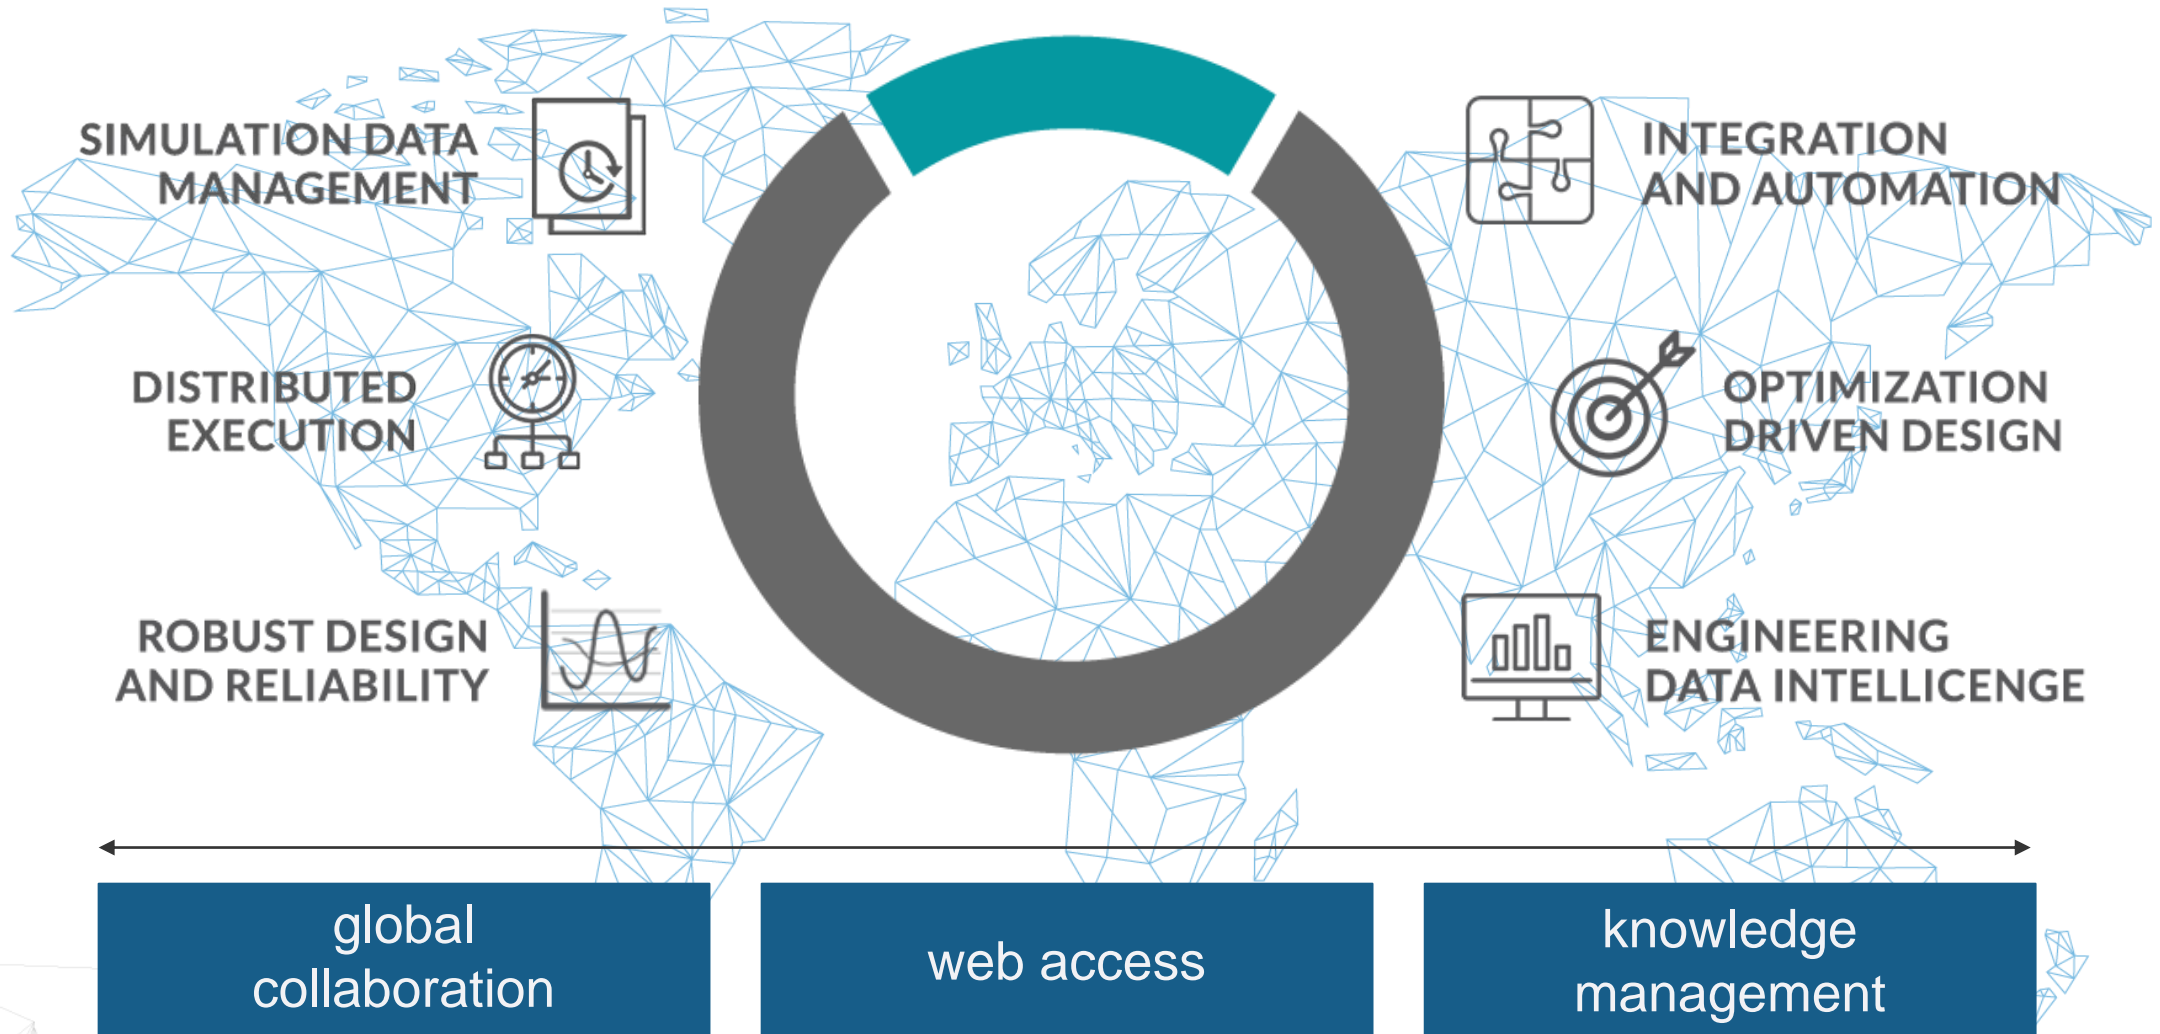 SIMULATION DATA
MANAGEMENT
DISTRIBUTED
EXECUTION
ROBUST DESIGN
AND RELIABILITY
INTEGRATION
AND AUTOMATION
OPTIMIZATION
DRIVEN DESIGN
ENGINEERING
DATA INTELLICENGE
global
collaboration
web access
knowledge
management